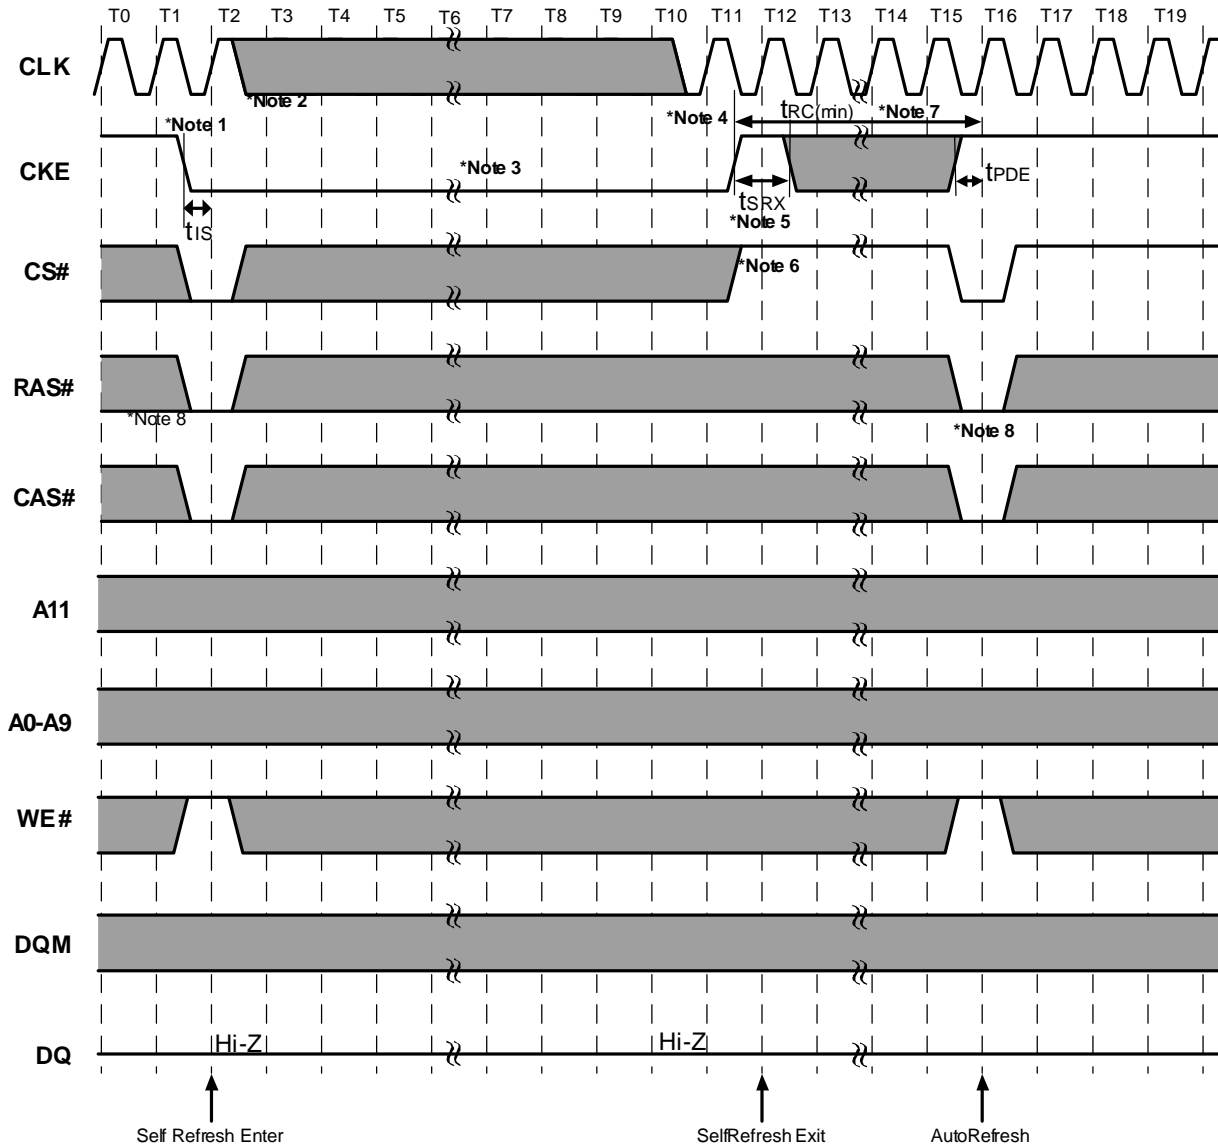 T0 T1 T2 T3 T4 T5 T6 T7 T8 T9 T10 T11 T12 T13 T14 T15 T16 T17 T18 T19
CLK
*Note 2
*Note 1
*Note 4
tRC(min)
*Note 7
CKE
*Note 3
tPDE
tIS
tSRX
*Note 5
CS#
*Note 6
RAS#
*Note 8
*Note 8
CAS#
A11
A0-A9
WE#
DQM
DQ
Hi-Z
Hi-Z
Self Refresh Enter
SelfRefresh Exit
AutoRefresh